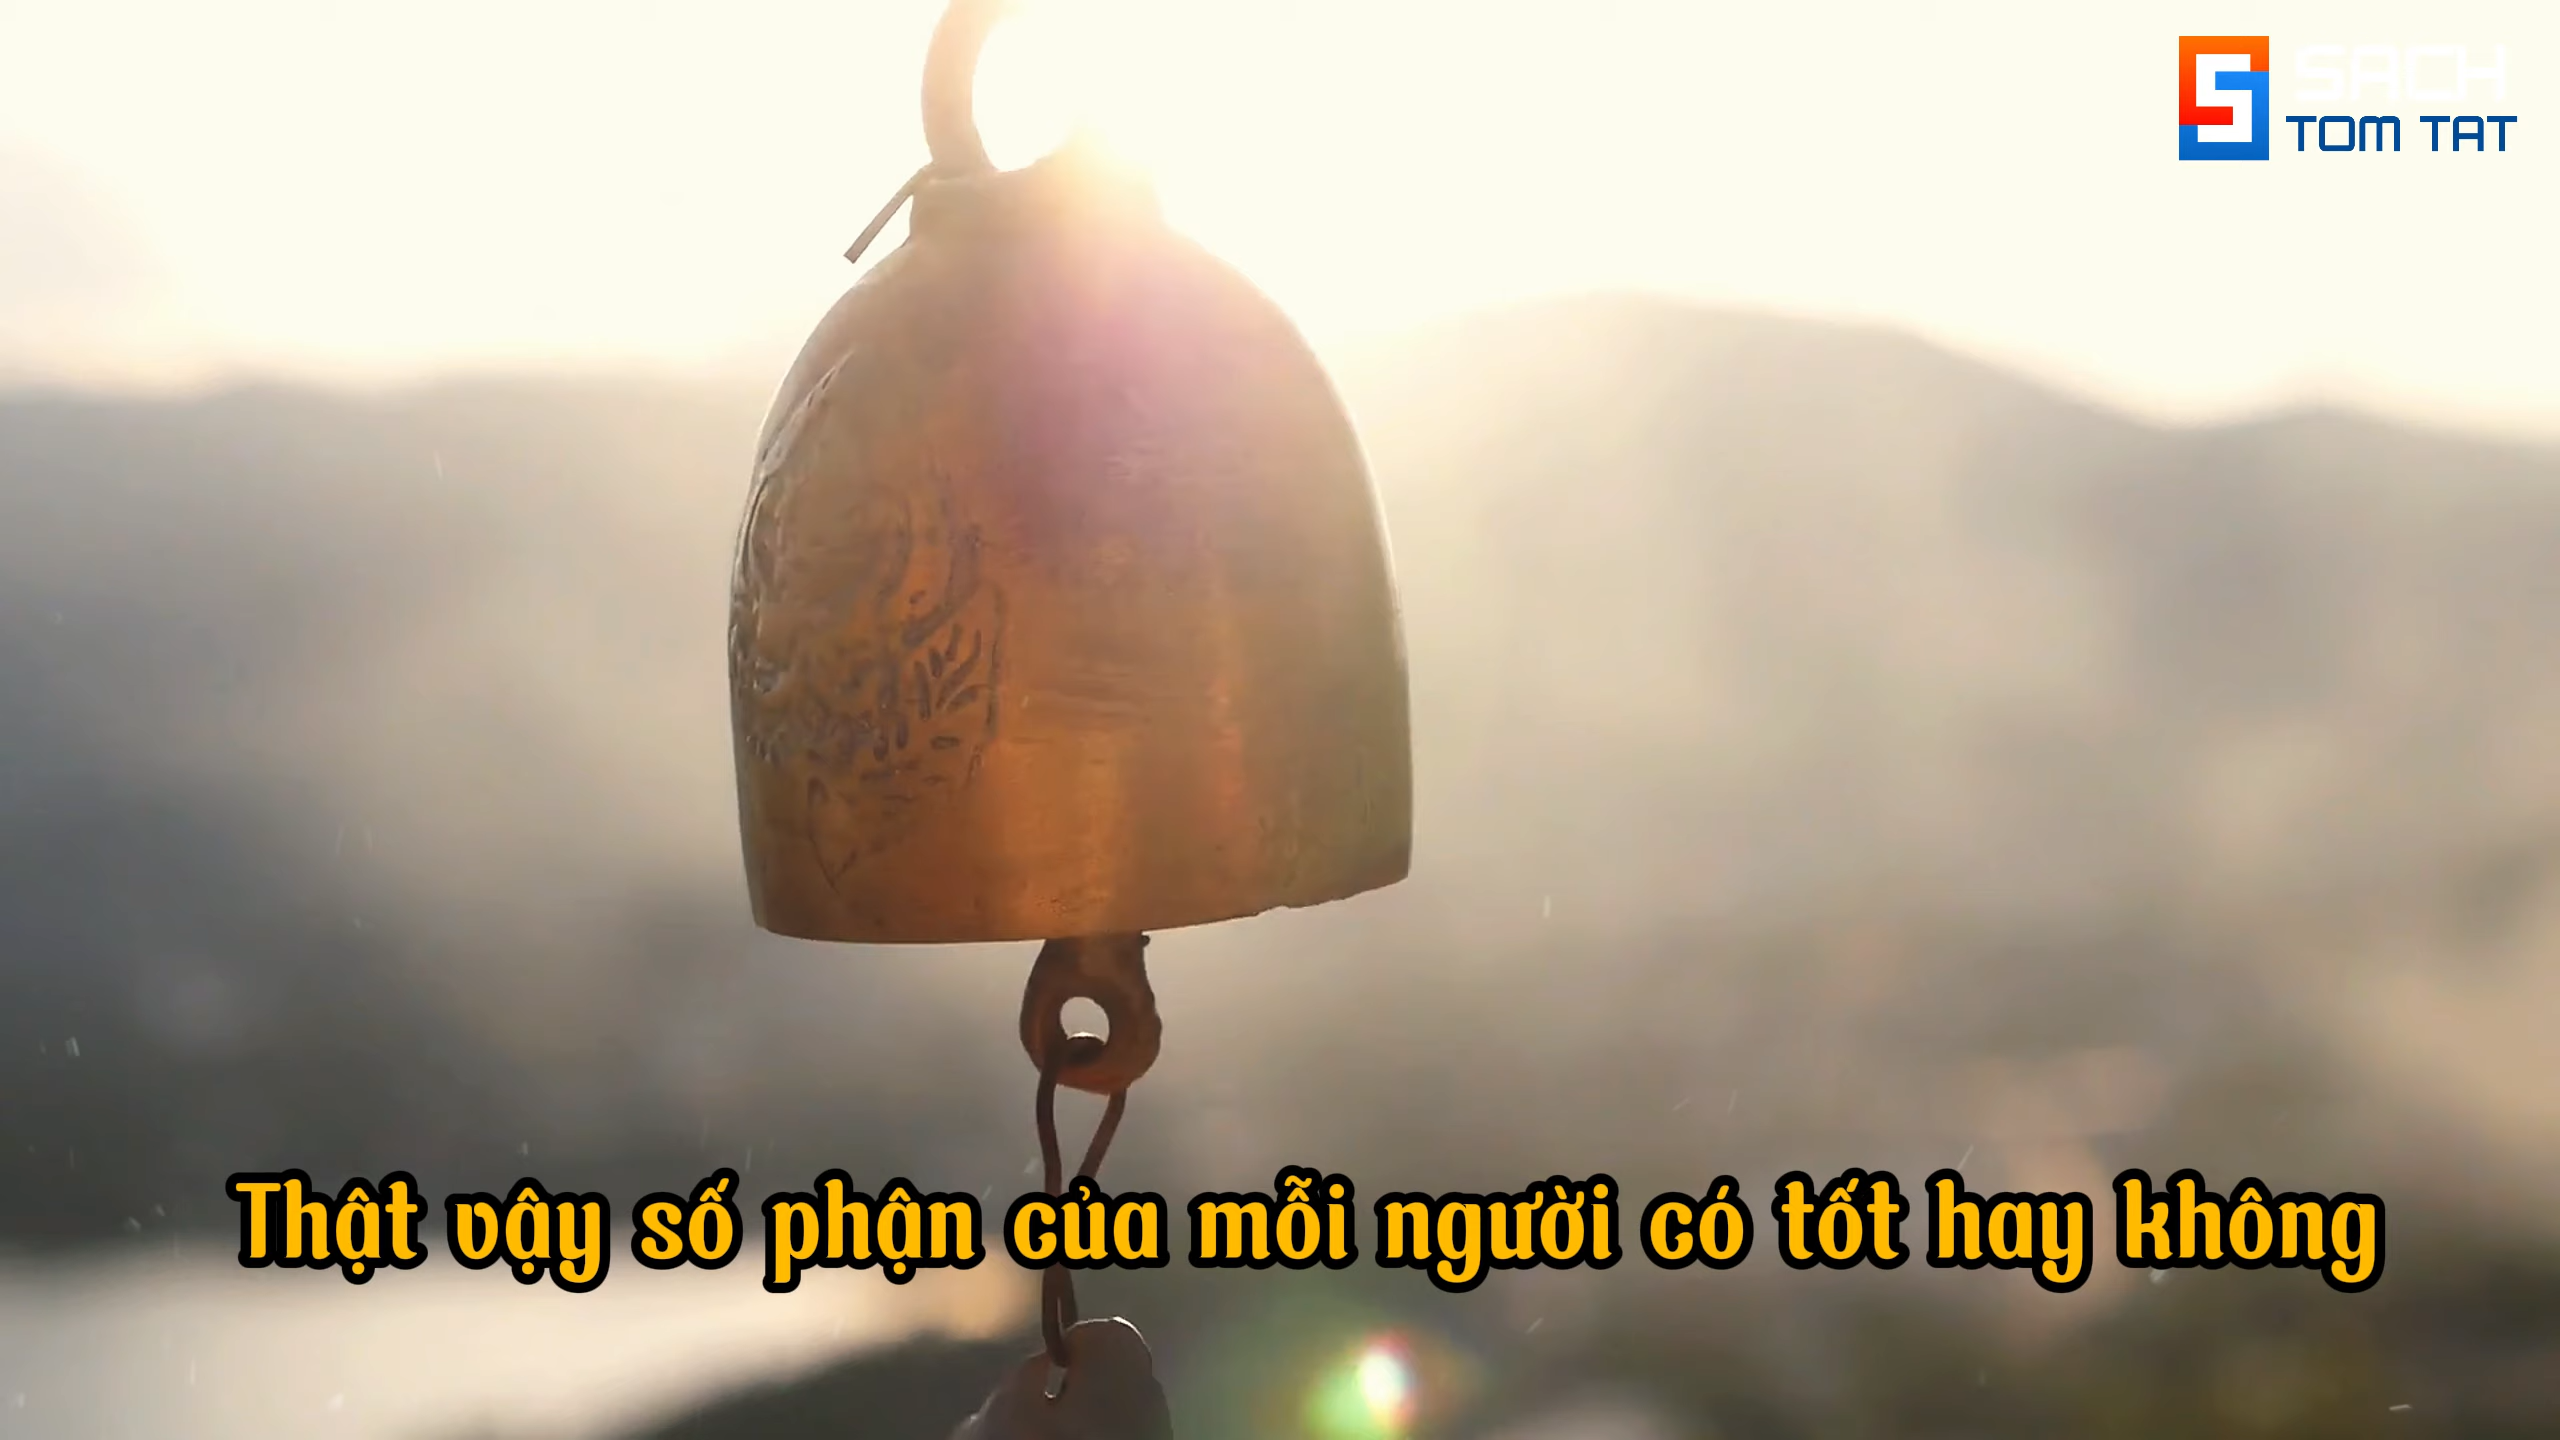 SACH
TOM TAT
Thật vậy số phận của mỗi người có tốt hay không